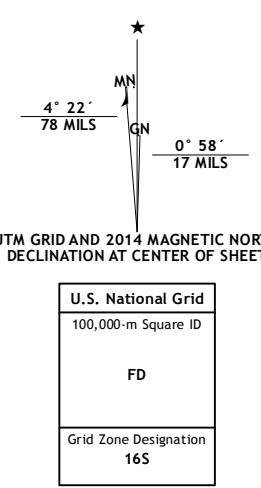 MN
GN
4° 22´
78 MILS
0° 58´
17 MILS
UTM GRID AND 2014 MAGNETIC NORT
DECLINATION AT CENTER OF SHEET
U.S. National Grid
100,000-m Square ID
FD
Grid Zone Designation
16S